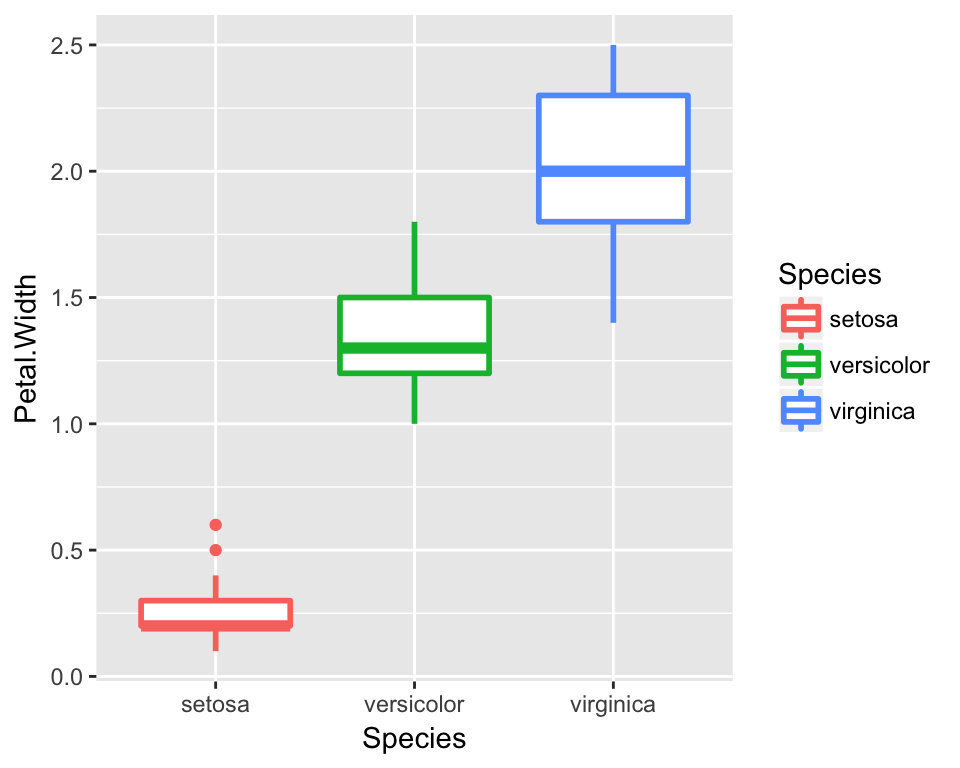 2.5
2.0
1.5
1.0
0.5
0.0
Petal.Width
setosa
versicolor
virginica
Species
Species
setosa
versicolor
virginica